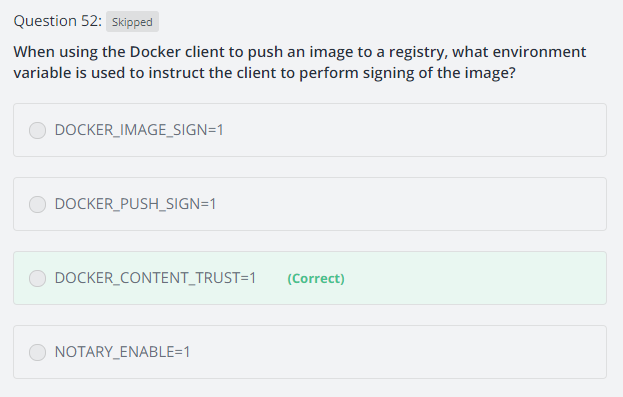 Question 52: Skipped
When using the Docker client to push an image to a registry, what environment
variable is used to instruct the client to perform signing of the image?
DOCKER_IMAGE_SIGN=1
DOCKER_PUSH_SIGN=1
DOCKER_CONTENT_TRUST=1 (Correct)
NOTARY_ENABLE=1